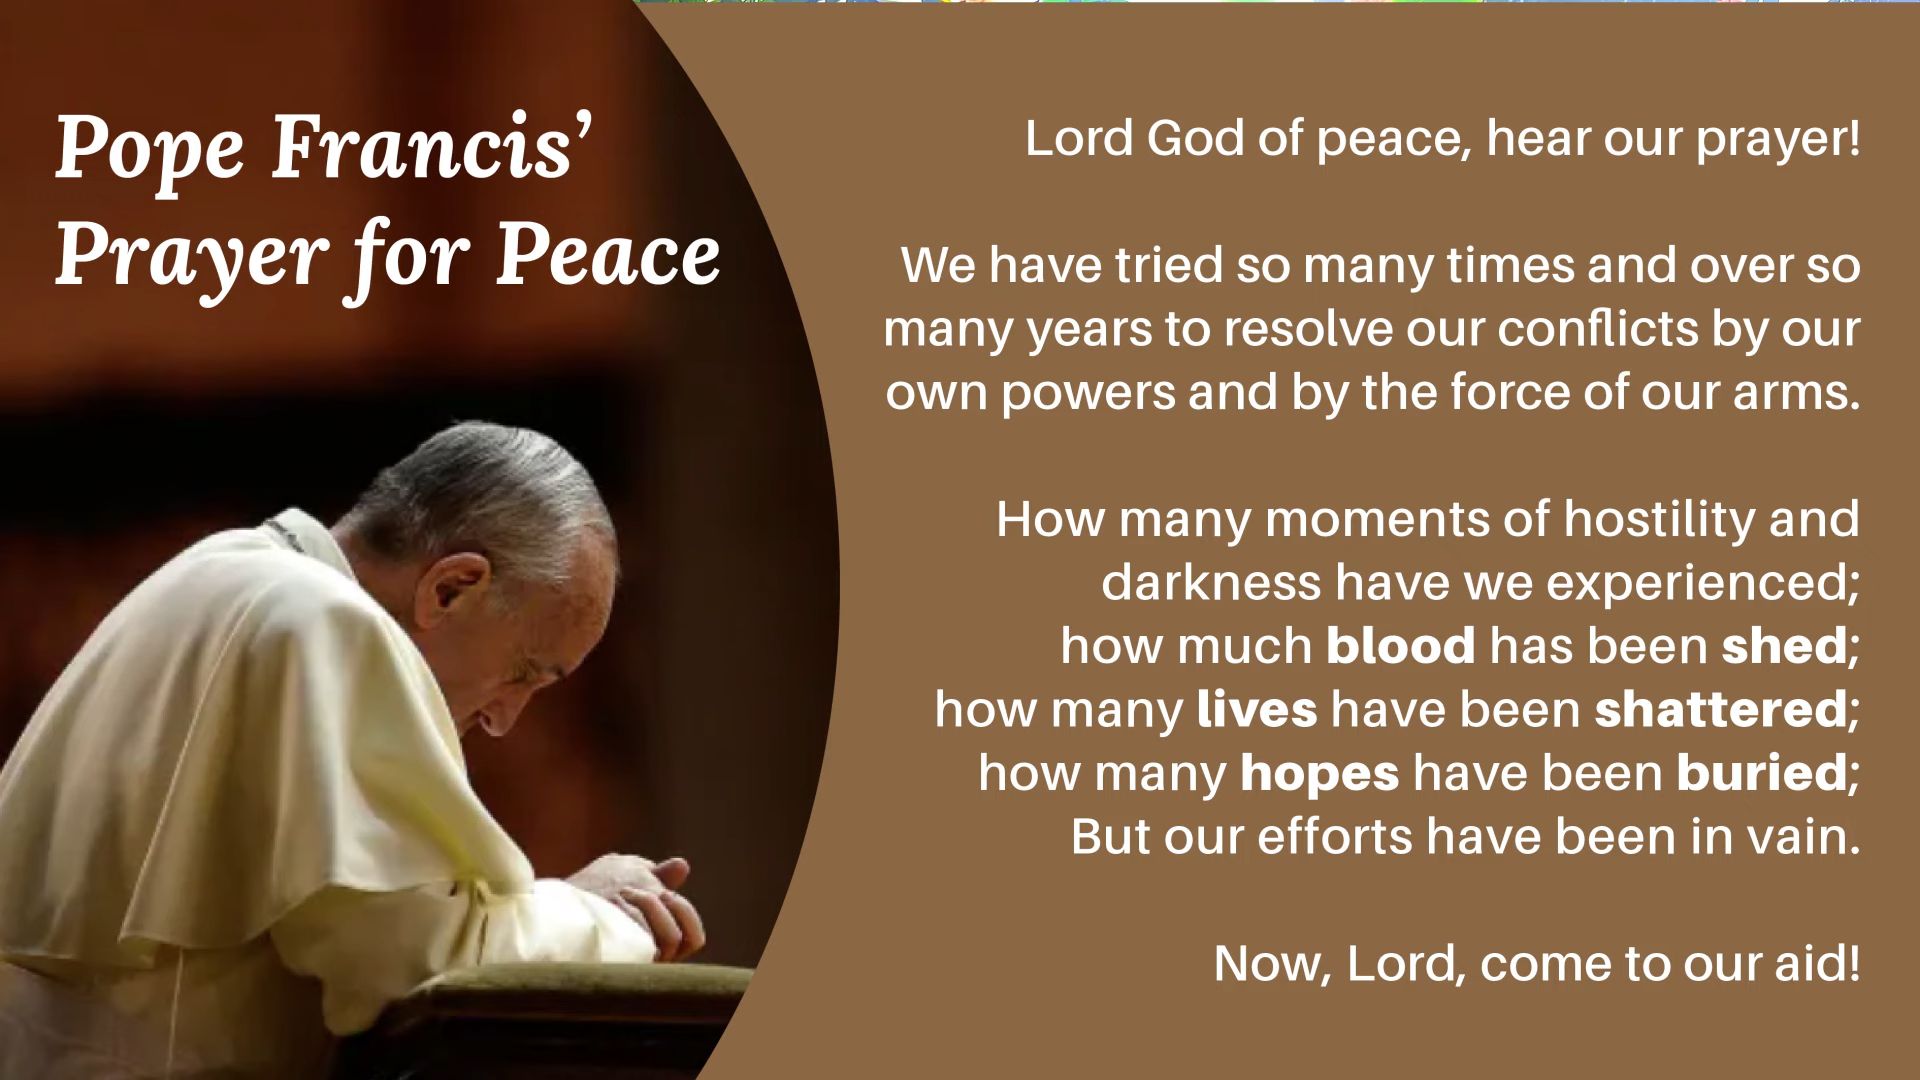 Pope Francis’
Prayer for Peace
Lord God of peace, hear our prayer!
We have tried so many times and over so
many years to resolve our conflicts by our
own powers and by the force of our arms.
How many moments of hostility and
darkness have we experienced;
how much blood has been shed;
how many lives have been shattered;
how many hopes have been buried;
But our efforts have been in vain.
Now, Lord, come to our aid!